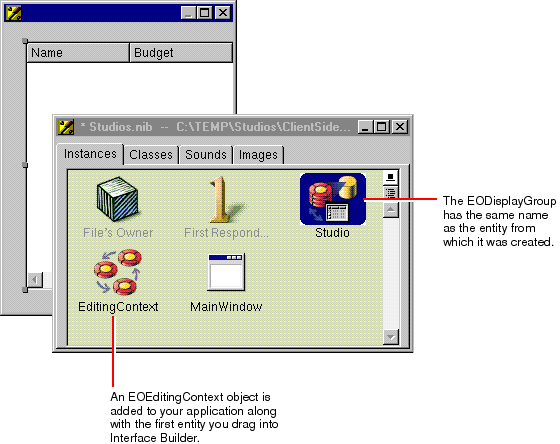 Name Budget
* Studios.nib -- C:\TEMP\Studios\ClientSide...
Instances Classes Sounds Images
File's Owner First Respond... Studio
EditingContext MainWindow
The EODisplayGroup
has the same name
as the entity from
which it was created.
An EOEditingContext object is
added to your application along
with the first entity you drag into
Interface Builder.